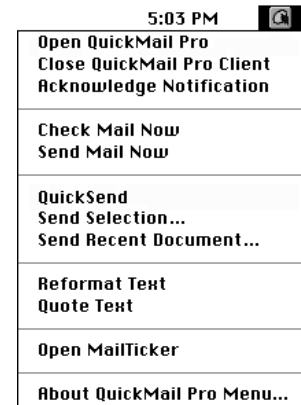 5:03 PM
Open QuickMail Pro
Close QuickMail Pro Client
Acknowledge Notification
Check Mail Now
Send Mail Now
QuickSend
Send Selection...
Send Recent Document...
Reformat Text
Quote Text
Open MailTicker
About QuickMail Pro Menu...